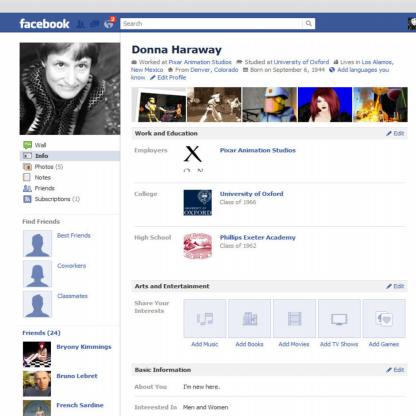 facebook
3
Search
Donna Haraway
Worked at Pixar Animation Studios Studied at University of Oxford Lives in Los Alamos,
New Mexico From Denver, Colorado Born on September 6, 1944 Add languages you
know Edit Profile
Wall
Info
Photos (5)
Notes
Friends
Subscriptions (1)
Find Friends
Best Friends
Coworkers
Classmates
Friends (24)
Bryony Kimmings
Bruno Lebret
French Sardine
Work and Education
Edit
Employers
X
Pixar Animation Studios
College
UNIVERSITY OF
OXFORD
University of Oxford
Class of 1966
High School
Phillips Exeter Academy
Class of 1962
Arts and Entertainment
Edit
Share Your
Interests
Add Music
Add Books
Add Movies
Add TV Shows
Add Games
Basic Information
Edit
About You
I'm new here.
Interested In
Men and Women